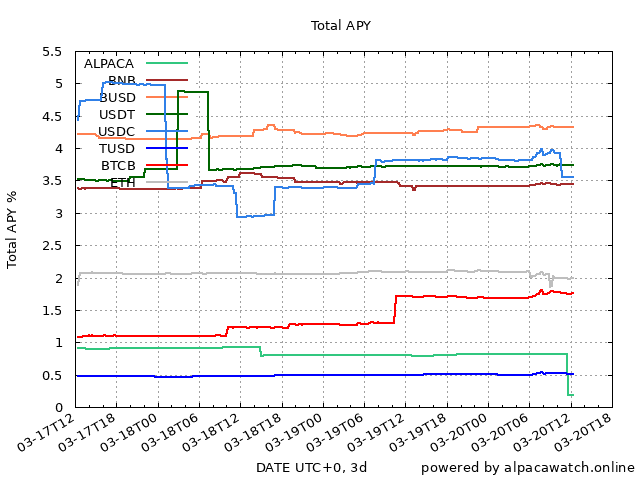 Total APY
Total APY %
5.5
5
4.5
4
3.5
3
2.5
2
1.5
1
0.5
0
ALPACA
BNB
BUSD
USDT
USDC
TUSD
BTCB
ETH
03-17T12
03-17T18
03-18T00
03-18T06
03-18T12
03-18T18
03-19T00
03-19T06
03-19T12
03-19T18
03-20T00
03-20T06
03-20T12
03-20T18
DATE UTC+0, 3d
powered by alpacawatch.online